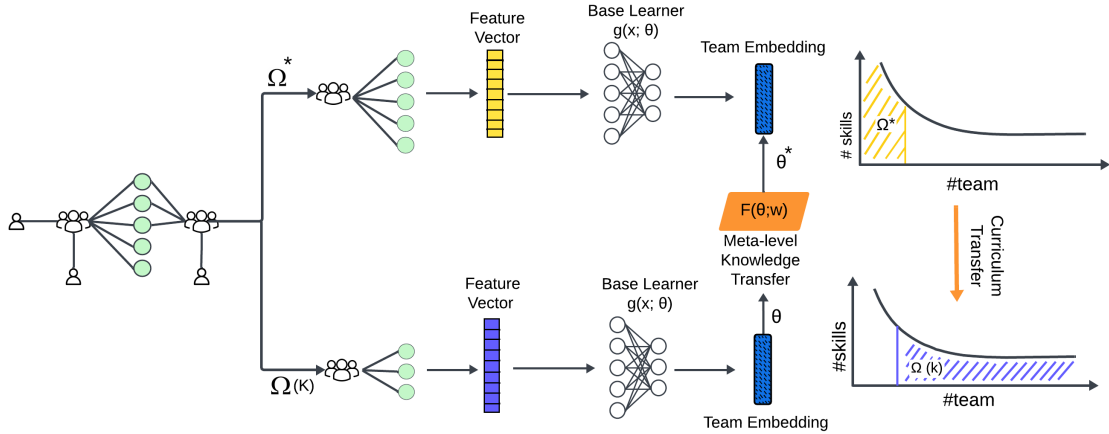 Feature
Vector
Base Learner
g(x; θ)
Team Embedding
Ω*
# skills
Ω*
#team
θ*
F(θ;w)
Meta-level
Knowledge
Transfer
Curriculum
Transfer
θ
Feature
Vector
Base Learner
g(x; θ)
Ω(K)
Team Embedding
#skills
Ω (k)
#team